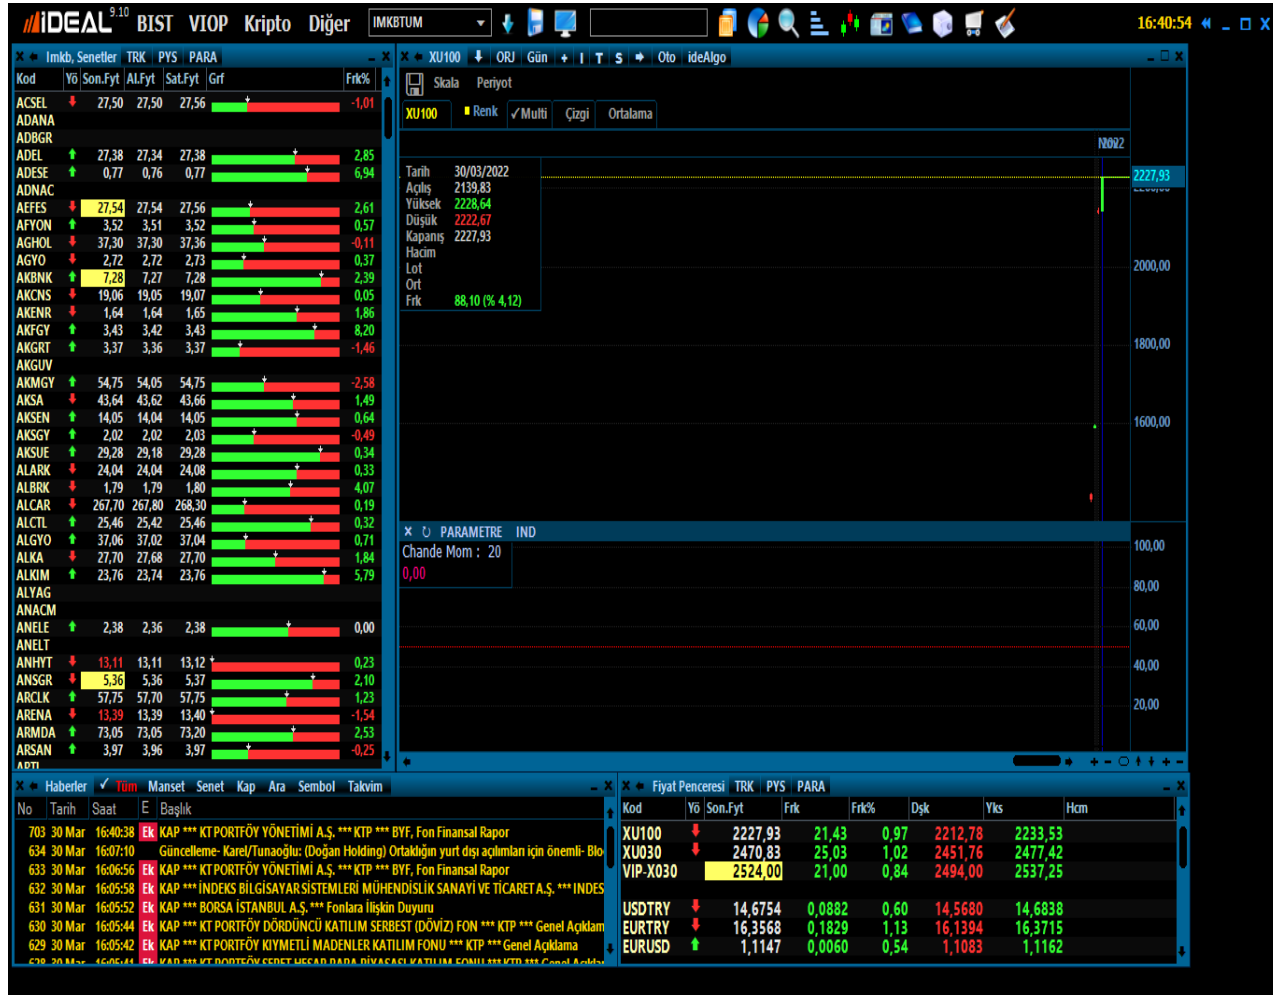 iDEAL 9.10 BIST VIOP Kripto Diğer IMKBTUM 16:40:54
Imkb, Senetler TRK PYS PARA
Kod Yö Son.Fyt Al.Fyt Sat.Fyt Grf Frk%
ACSEL 27,50 27,50 27,56 -1,01
ADANA
ADBGR
ADEL 27,38 27,34 27,38 2,85
ADESE 0,77 0,76 0,77 6,94
ADNAC
AEFES 27,54 27,54 27,56 2,61
AFYON 3,52 3,51 3,52 0,57
AGHOL 37,30 37,30 37,36 -0,11
AGYO 2,72 2,72 2,73 0,37
AKBNK 7,28 7,27 7,28 2,39
AKCNS 19,06 19,05 19,07 0,05
AKENR 1,64 1,64 1,65 1,86
AKFGY 3,43 3,42 3,43 8,20
AKGRT 3,37 3,36 3,37 -1,46
AKGUV
AKMGY 54,75 54,05 54,75 -2,58
AKSA 43,64 43,62 43,66 1,49
AKSEN 14,05 14,04 14,05 0,64
AKSGY 2,02 2,02 2,03 -0,49
AKSUE 29,28 29,18 29,28 0,34
ALARK 24,04 24,04 24,08 0,33
ALBRK 1,79 1,79 1,80 4,07
ALCAR 267,70 267,80 268,30 0,19
ALCTL 25,46 25,42 25,46 0,32
ALGYO 37,06 37,02 37,04 0,71
ALKA 27,70 27,68 27,70 1,84
ALKIM 23,76 23,74 23,76 5,79
ALYAG
ANACM
ANELE 2,38 2,36 2,38 0,00
ANELT
ANHYT 13,11 13,11 13,12 0,23
ANSGR 5,36 5,36 5,37 2,10
ARCLK 57,75 57,70 57,75 1,23
ARENA 13,39 13,39 13,40 -1,54
ARMDA 73,05 73,05 73,20 2,53
ARSAN 3,97 3,96 3,97 -0,25
XU100 ORJ Gün + I T S Oto ideAlgo
Skala Periyot
XU100 Renk ✓Multi Çizgi Ortalama
Tarih 30/03/2022
Açılış 2139,83
Yüksek 2228,64
Düşük 2222,67
Kapanış 2227,93
Hacim
Lot
Ort
Frk 88,10 (% 4,12)
2227,93
2000,00
1800,00
1600,00
PARAMETRE IND
Chande Mom : 20
0,00
100,00
80,00
60,00
40,00
20,00
Haberler ✓ Tüm Manset Senet Kap Ara Sembol Takvim
No Tarih Saat E Başlık
703 30 Mar 16:40:38 Ek KAP *** KT PORTFÖY YÖNETİMİ A.Ş. *** KTP *** BYF, Fon Finansal Rapor
634 30 Mar 16:07:10 Güncelleme- Karel/Tunaoğlu: (Doğan Holding) Ortaklığın yurt dışı açılımları için önemli- Blo
633 30 Mar 16:06:56 Ek KAP *** KT PORTFÖY YÖNETİMİ A.Ş. *** KTP *** BYF, Fon Finansal Rapor
632 30 Mar 16:05:58 Ek KAP *** İNDEKS BİLGİSAYAR SİSTEMLERİ MÜHENDİSLİK SANAYİ VE TİCARET A.Ş. *** INDES
631 30 Mar 16:05:52 Ek KAP *** BORSA İSTANBUL A.Ş. *** Fonlara İlişkin Duyuru
630 30 Mar 16:05:44 Ek KAP *** KT PORTFÖY DÖRDÜNCÜ KATILIM SERBEST (DÖVİZ) FON *** KTP *** Genel Açıklam
629 30 Mar 16:05:42 Ek KAP *** KT PORTFÖY KIYMETLİ MADENLER KATILIM FONU *** KTP *** Genel Açıklama
628 30 Mar 16:05:41 Ek KAP *** KT PORTFÖY SEPET HESAP PARA PİYASASI KATILIM FONU *** KTP *** Genel Açıkla
Fiyat Penceresi TRK PYS PARA
Kod Yö Son.Fyt Frk Frk% Dşk Yks Hcm
XU100 2227,93 21,43 0,97 2212,78 2233,53
XU030 2470,83 25,03 1,02 2451,76 2477,42
VIP-X030 2524,00 21,00 0,84 2494,00 2537,25
USDTRY 14,6754 0,0882 0,60 14,5680 14,6838
EURTRY 16,3568 0,1829 1,13 16,1394 16,3715
EURUSD 1,1147 0,0060 0,54 1,1083 1,1162